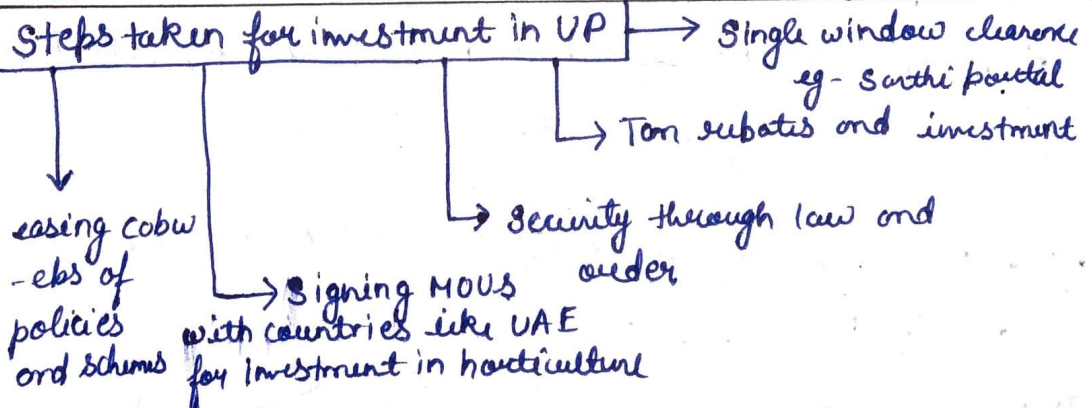 Steps taken for investment in UP
Single window clearence
eg - Sarthi portal
Tax rebates and investment
Security through law and
order
Signing MOUS
with countries like UAE
for investment in horticulture
easing cobw
-ebs of
policies
and schemes